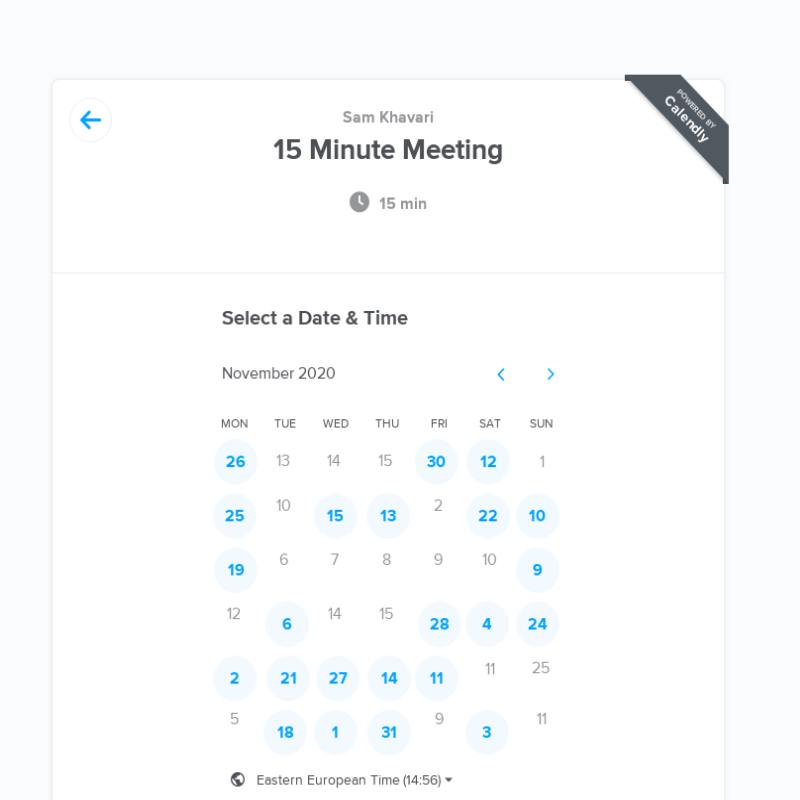 Sam Khavari
15 Minute Meeting
15 min
POWERED BY
Calendly
Select a Date & Time
November 2020
MON TUE WED THU FRI SAT SUN
26 13 14 15 30 12 1
25 10 15 13 2 22 10
19 6 7 8 9 10 9
12 6 14 15 28 4 24
2 21 27 14 11 11 25
5 18 1 31 9 3 11
Eastern European Time (14:56)